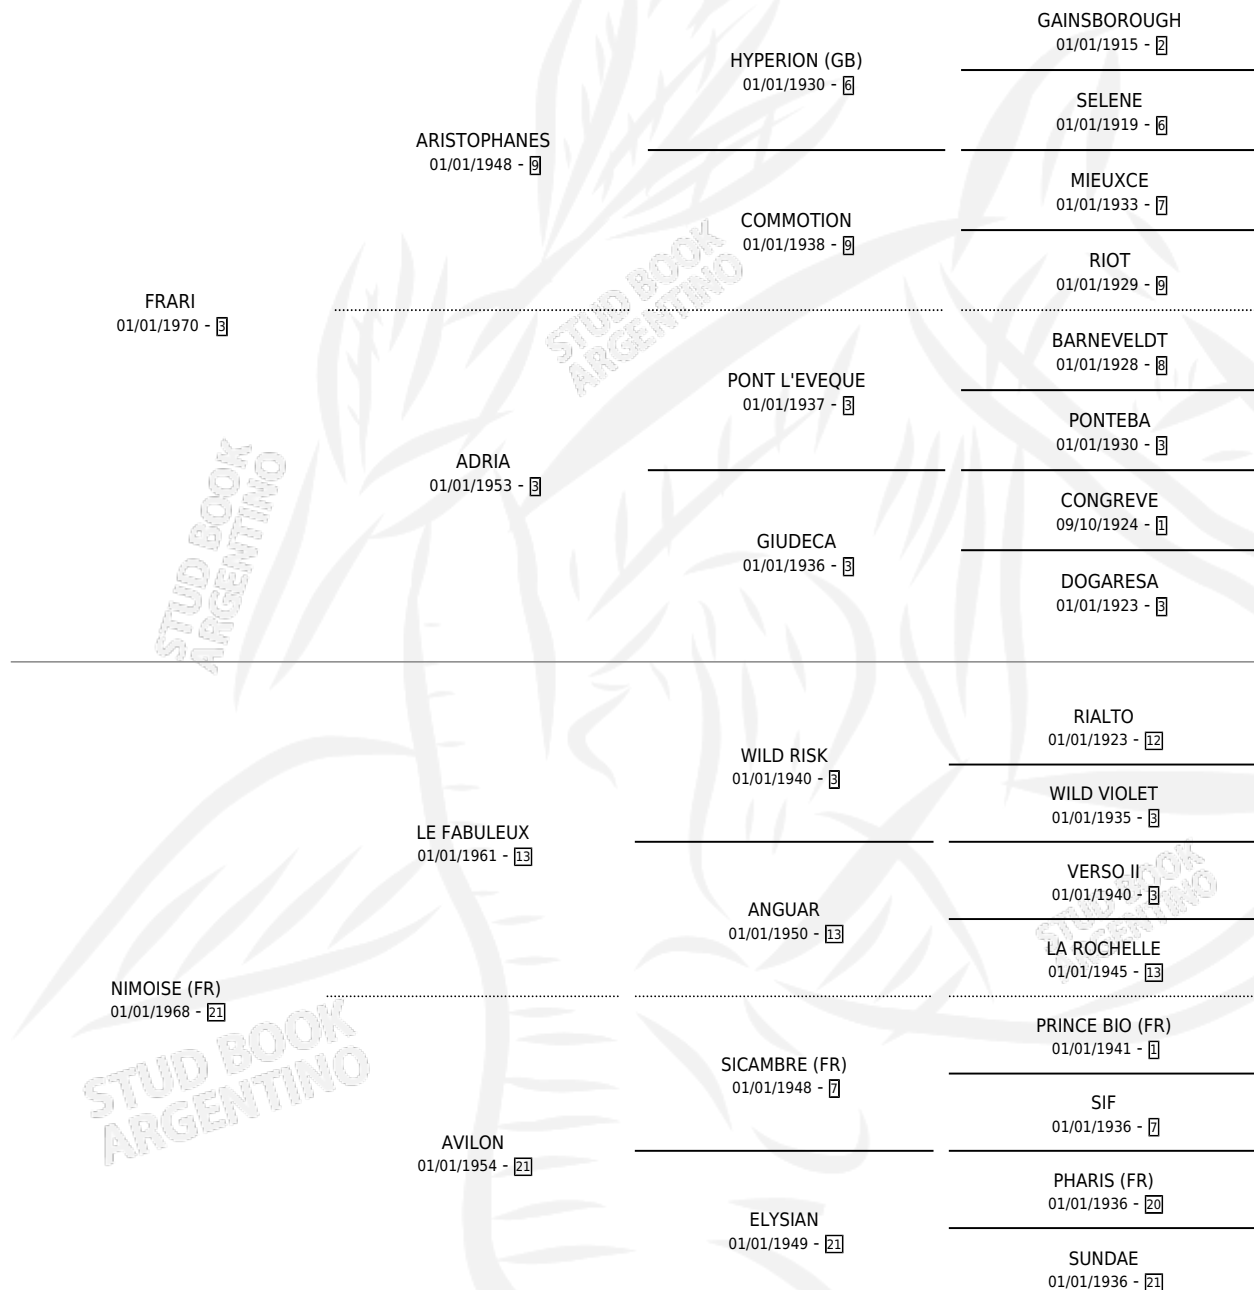 GAINSBOROUGH
01/01/1915 - 2
HYPERION (GB)
01/01/1930 - 6
SELENE
01/01/1919 - 6
ARISTOPHANES
01/01/1948 - 9
MIEUXCE
01/01/1933 - 7
COMMOTION
01/01/1938 - 9
RIOT
01/01/1929 - 9
FRARI
01/01/1970 - 3
BARNEVELDT
01/01/1928 - 8
PONT L'EVEQUE
01/01/1937 - 3
PONTEBA
01/01/1930 - 3
ADRIA
01/01/1953 - 3
CONGREVE
09/10/1924 - 1
GIUDECA
01/01/1936 - 3
DOGARESA
01/01/1923 - 3
RIALTO
01/01/1923 - 12
WILD RISK
01/01/1940 - 3
WILD VIOLET
01/01/1935 - 3
LE FABULEUX
01/01/1961 - 13
VERSO II
01/01/1940 - 3
ANGUAR
01/01/1950 - 13
LA ROCHELLE
01/01/1945 - 13
NIMOISE (FR)
01/01/1968 - 21
PRINCE BIO (FR)
01/01/1941 - 1
SICAMBRE (FR)
01/01/1948 - 7
SIF
01/01/1936 - 7
AVILON
01/01/1954 - 21
PHARIS (FR)
01/01/1936 - 20
ELYSIAN
01/01/1949 - 21
SUNDAE
01/01/1936 - 21
STUD BOOK
ARGENTINO
STUD BOOK
ARGENTINO
STUD BOOK
ARGENTINO
STUD BOOK
ARGENTINO